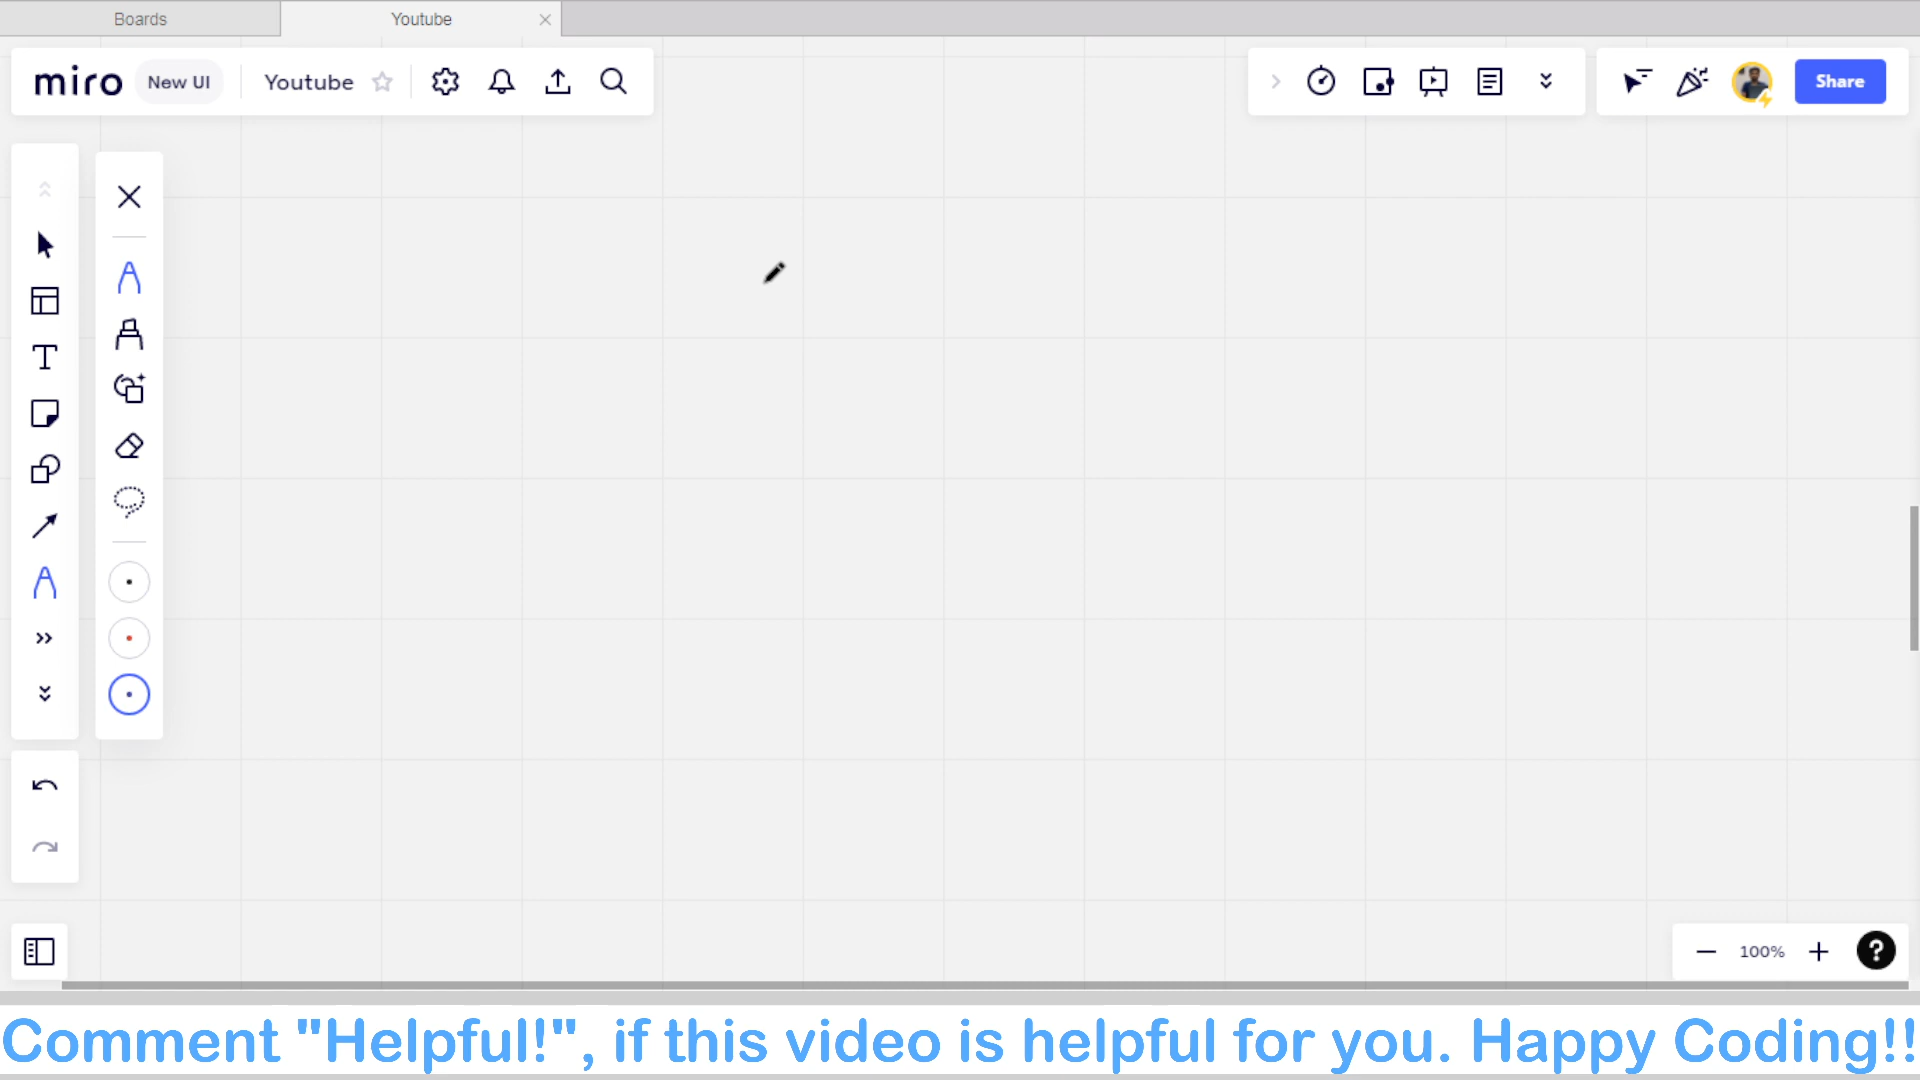 Boards
Youtube
miro
New UI
Youtube
Share
100%
Comment "Helpful!", if this video is helpful for you. Happy Coding!!